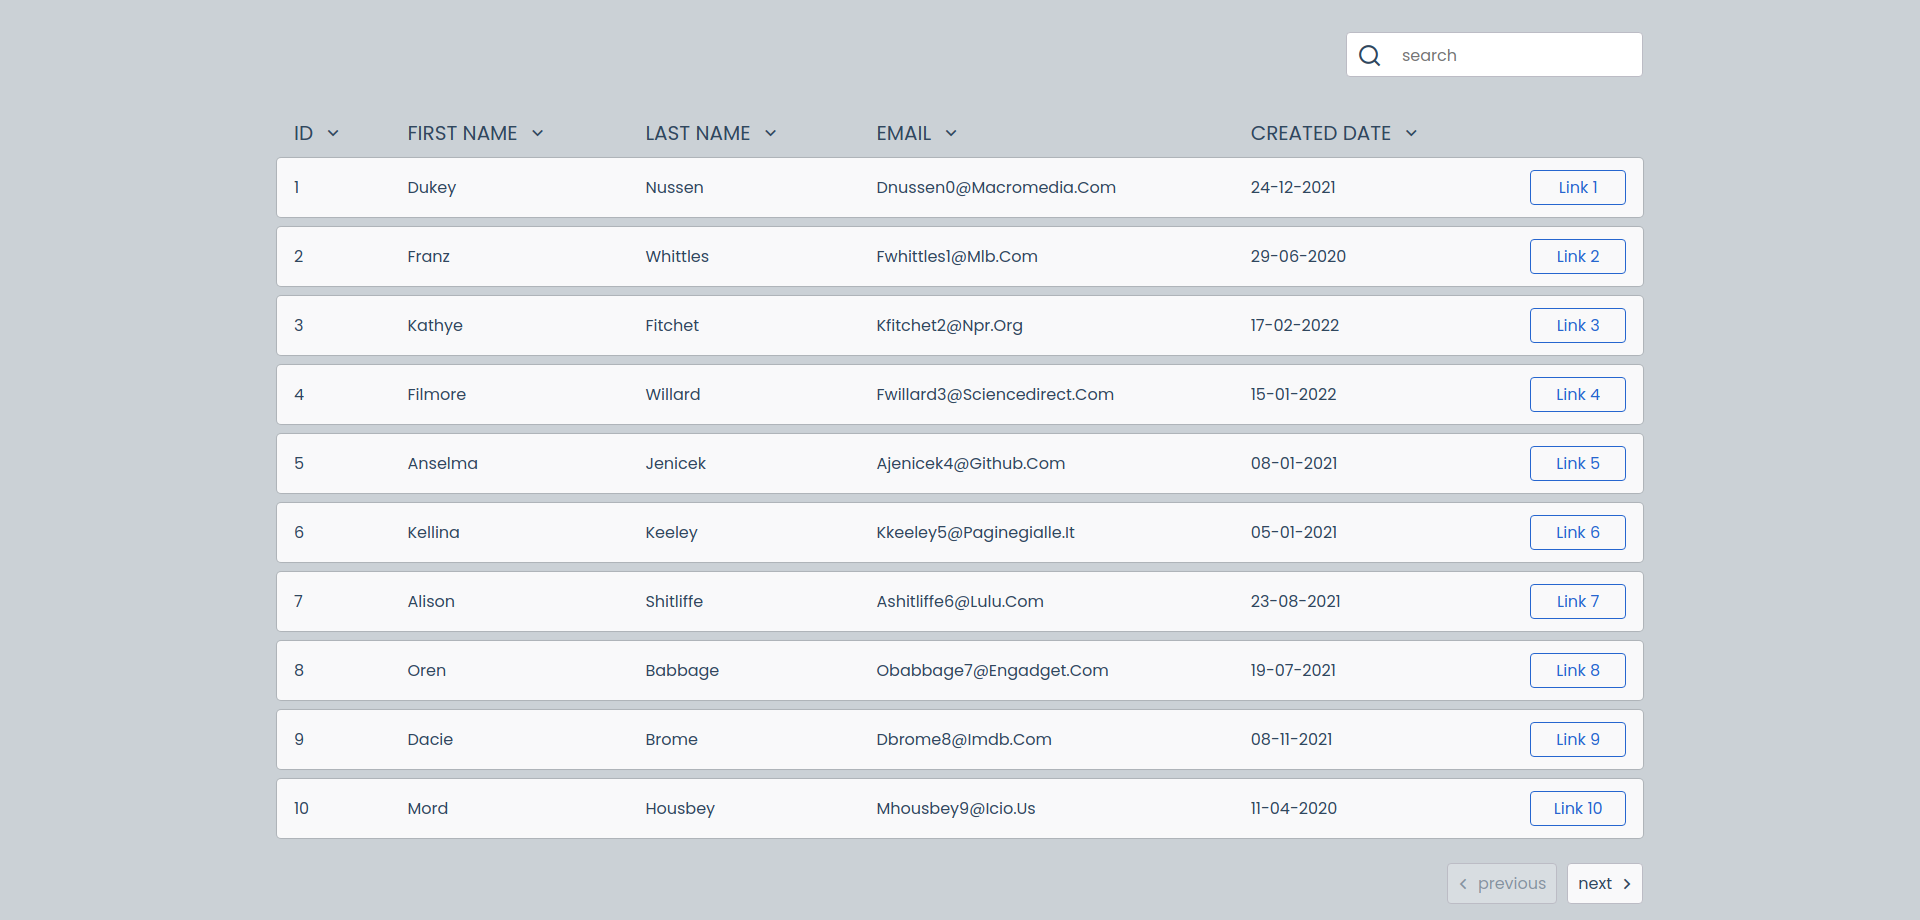 search
ID FIRST NAME LAST NAME EMAIL CREATED DATE
1 Dukey Nussen Dnussen0@Macromedia.Com 24-12-2021 Link 1
2 Franz Whittles Fwhittles1@Mlb.Com 29-06-2020 Link 2
3 Kathye Fitchet Kfitchet2@Npr.Org 17-02-2022 Link 3
4 Filmore Willard Fwillard3@Sciencedirect.Com 15-01-2022 Link 4
5 Anselma Jenicek Ajenicek4@Github.Com 08-01-2021 Link 5
6 Kellina Keeley Kkeeley5@Paginegialle.It 05-01-2021 Link 6
7 Alison Shitliffe Ashitliffe6@Lulu.Com 23-08-2021 Link 7
8 Oren Babbage Obabbage7@Engadget.Com 19-07-2021 Link 8
9 Dacie Brome Dbrome8@Imdb.Com 08-11-2021 Link 9
10 Mord Housbey Mhousbey9@Icio.Us 11-04-2020 Link 10
previous next